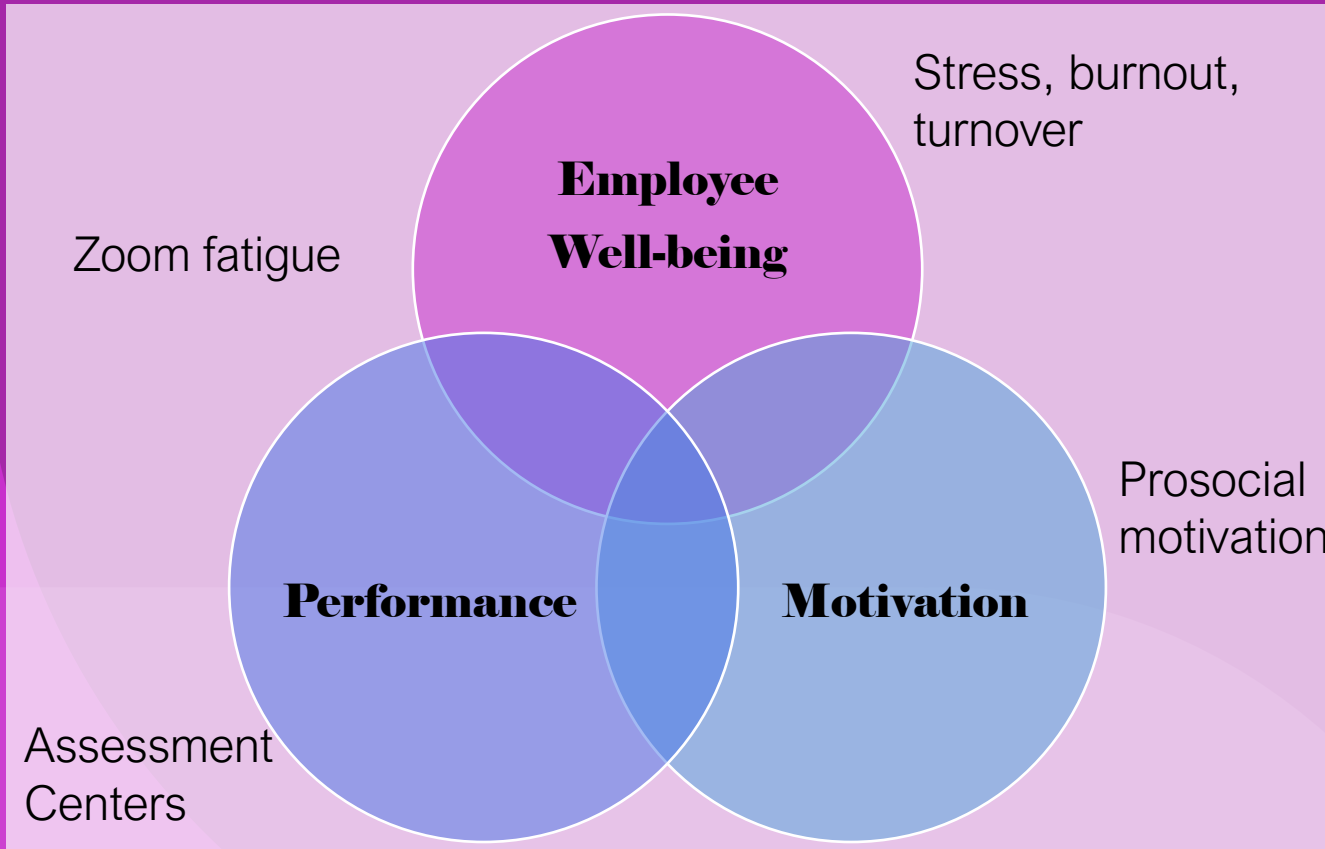 Stress, burnout,
turnover
Employee
Well-being
Zoom fatigue
Prosocial
motivation
Performance
Motivation
Assessment
Centers